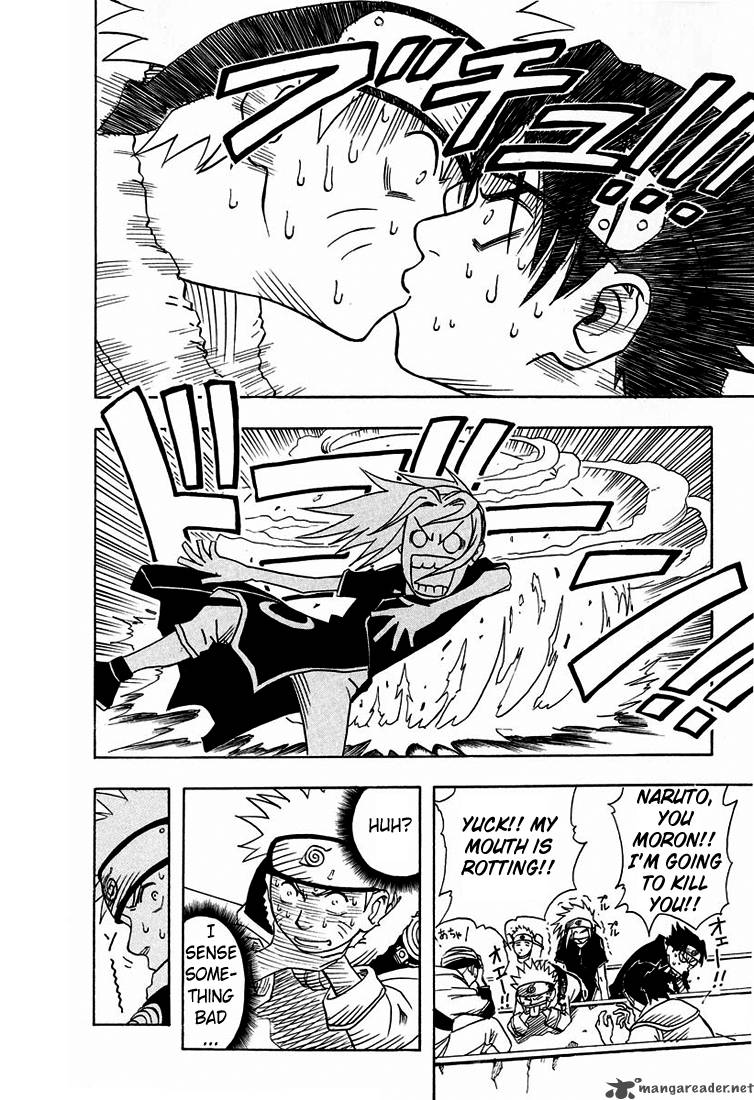 ブチュ!!!
ドーン!!
NARUTO,
YOU
MORON!!
I'M GOING
TO KILL
YOU!!
YUCK!! MY
MOUTH IS
ROTTING!!
オエー!!
あちゃー
HUH?
I
SENSE
SOME-
THING
BAD
...
mangareader.net